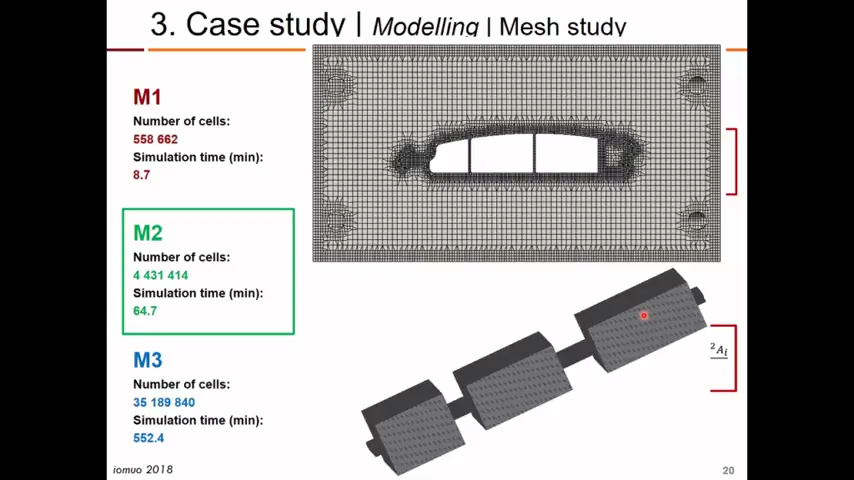 3. Case study | Modelling | Mesh study
M1
Number of cells:
558 662
Simulation time (min):
8.7
M2
Number of cells:
4 431 414
Simulation time (min):
64.7
M3
Number of cells:
35 189 840
Simulation time (min):
552.4
²Aᵢ
iomvo 2018
20